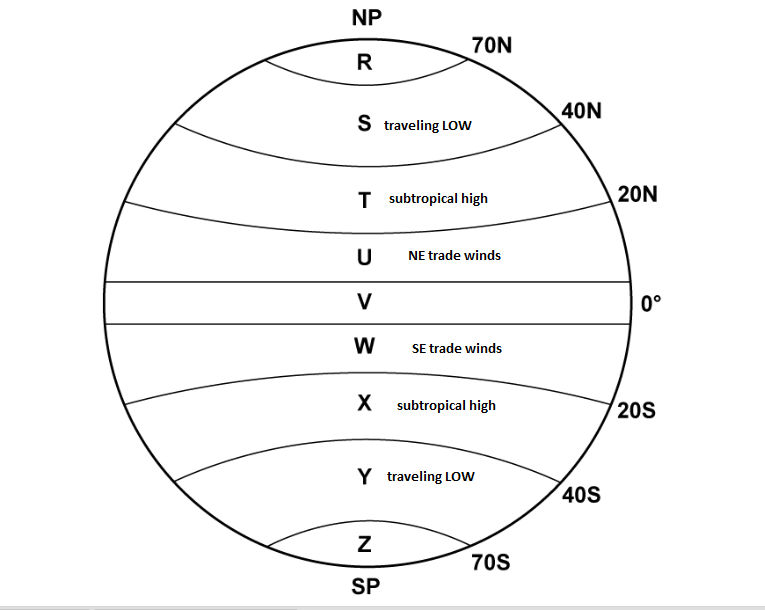 NP
70N
R
40N
S traveling LOW
20N
T subtropical high
U NE trade winds
V 0°
W SE trade winds
X subtropical high
20S
Y traveling LOW
40S
Z
70S
SP